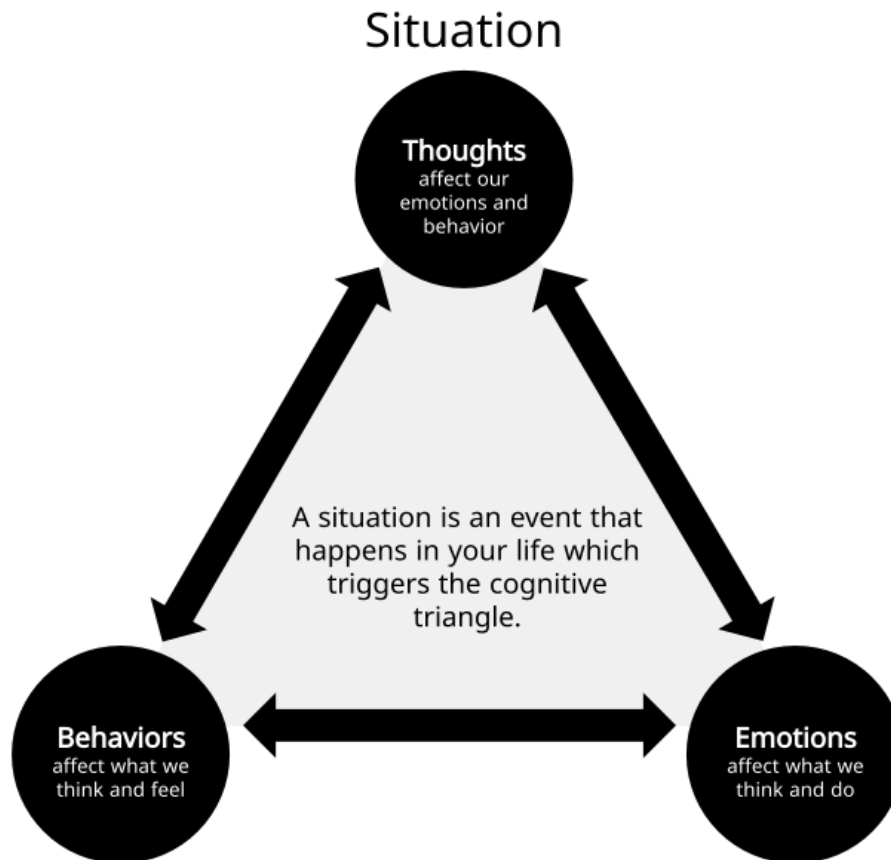 Situation
Thoughts
affect our
emotions and
behavior
A situation is an event that
happens in your life which
triggers the cognitive
triangle.
Behaviors
affect what we
think and feel
Emotions
affect what we
think and do